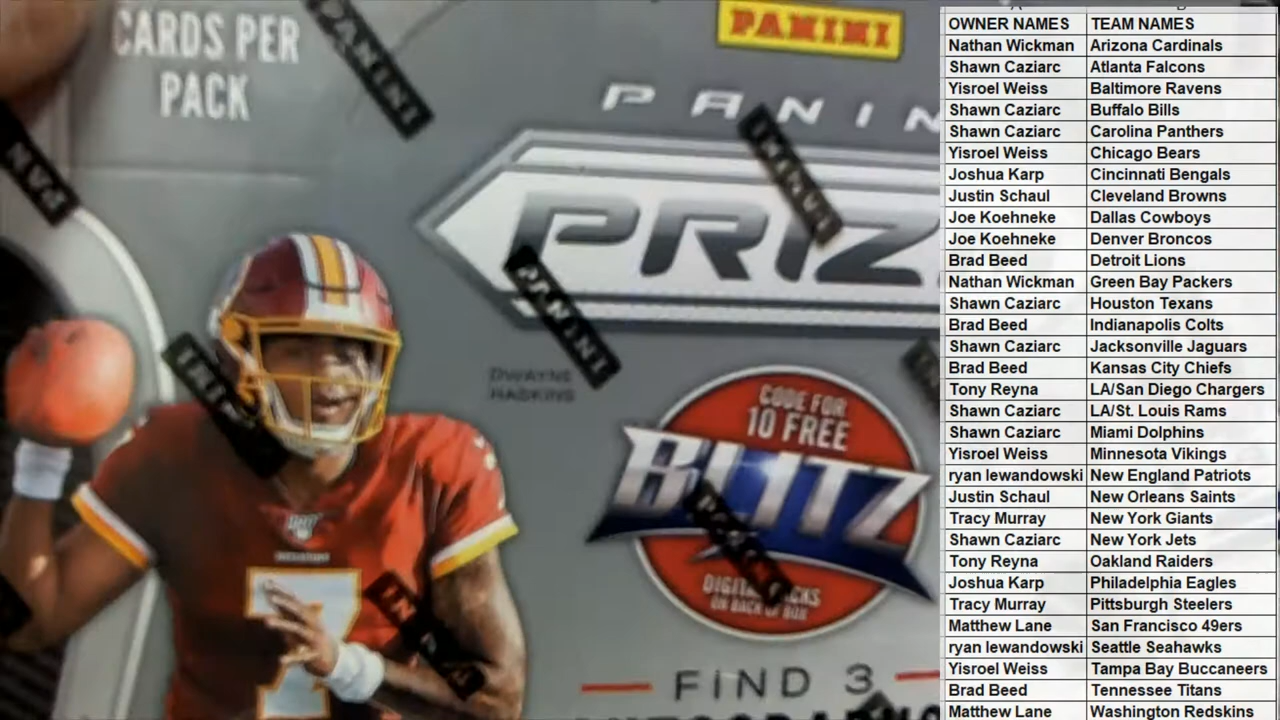 CARDS PER
PACK
PANINI
PANINI
PANINI
PANINI
PANINI
PRIZ
DWAYNE
HASKINS
CODE FOR
10 FREE
BLITZ
ON BACK OF BOX
FIND 3
7
OWNER NAMES TEAM NAMES
Nathan Wickman Arizona Cardinals
Shawn Caziarc Atlanta Falcons
Yisroel Weiss Baltimore Ravens
Shawn Caziarc Buffalo Bills
Shawn Caziarc Carolina Panthers
Yisroel Weiss Chicago Bears
Joshua Karp Cincinnati Bengals
Justin Schaul Cleveland Browns
Joe Koehneke Dallas Cowboys
Joe Koehneke Denver Broncos
Brad Beed Detroit Lions
Nathan Wickman Green Bay Packers
Shawn Caziarc Houston Texans
Brad Beed Indianapolis Colts
Shawn Caziarc Jacksonville Jaguars
Brad Beed Kansas City Chiefs
Tony Reyna LA/San Diego Chargers
Shawn Caziarc LA/St. Louis Rams
Shawn Caziarc Miami Dolphins
Yisroel Weiss Minnesota Vikings
ryan lewandowski New England Patriots
Justin Schaul New Orleans Saints
Tracy Murray New York Giants
Shawn Caziarc New York Jets
Tony Reyna Oakland Raiders
Joshua Karp Philadelphia Eagles
Tracy Murray Pittsburgh Steelers
Matthew Lane San Francisco 49ers
ryan lewandowski Seattle Seahawks
Yisroel Weiss Tampa Bay Buccaneers
Brad Beed Tennessee Titans
Matthew Lane Washington Redskins